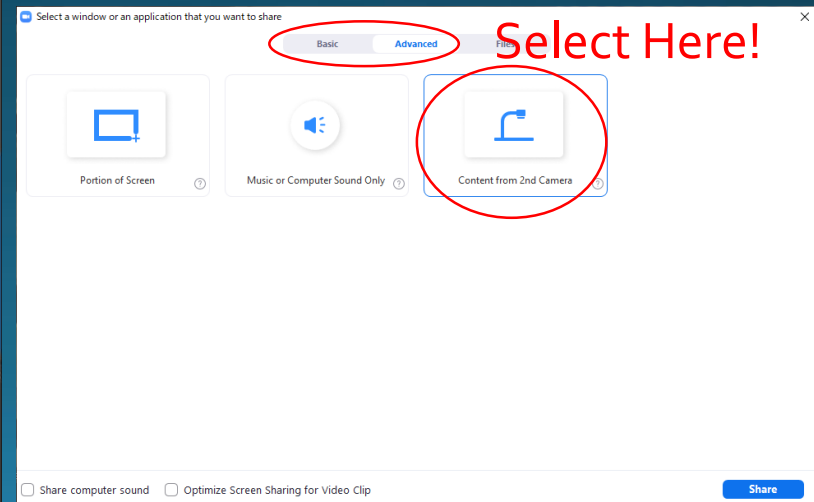 Select a window or an application that you want to share
Basic Advanced Files
Select Here!
Portion of Screen
Music or Computer Sound Only
Content from 2nd Camera
Share computer sound
Optimize Screen Sharing for Video Clip
Share